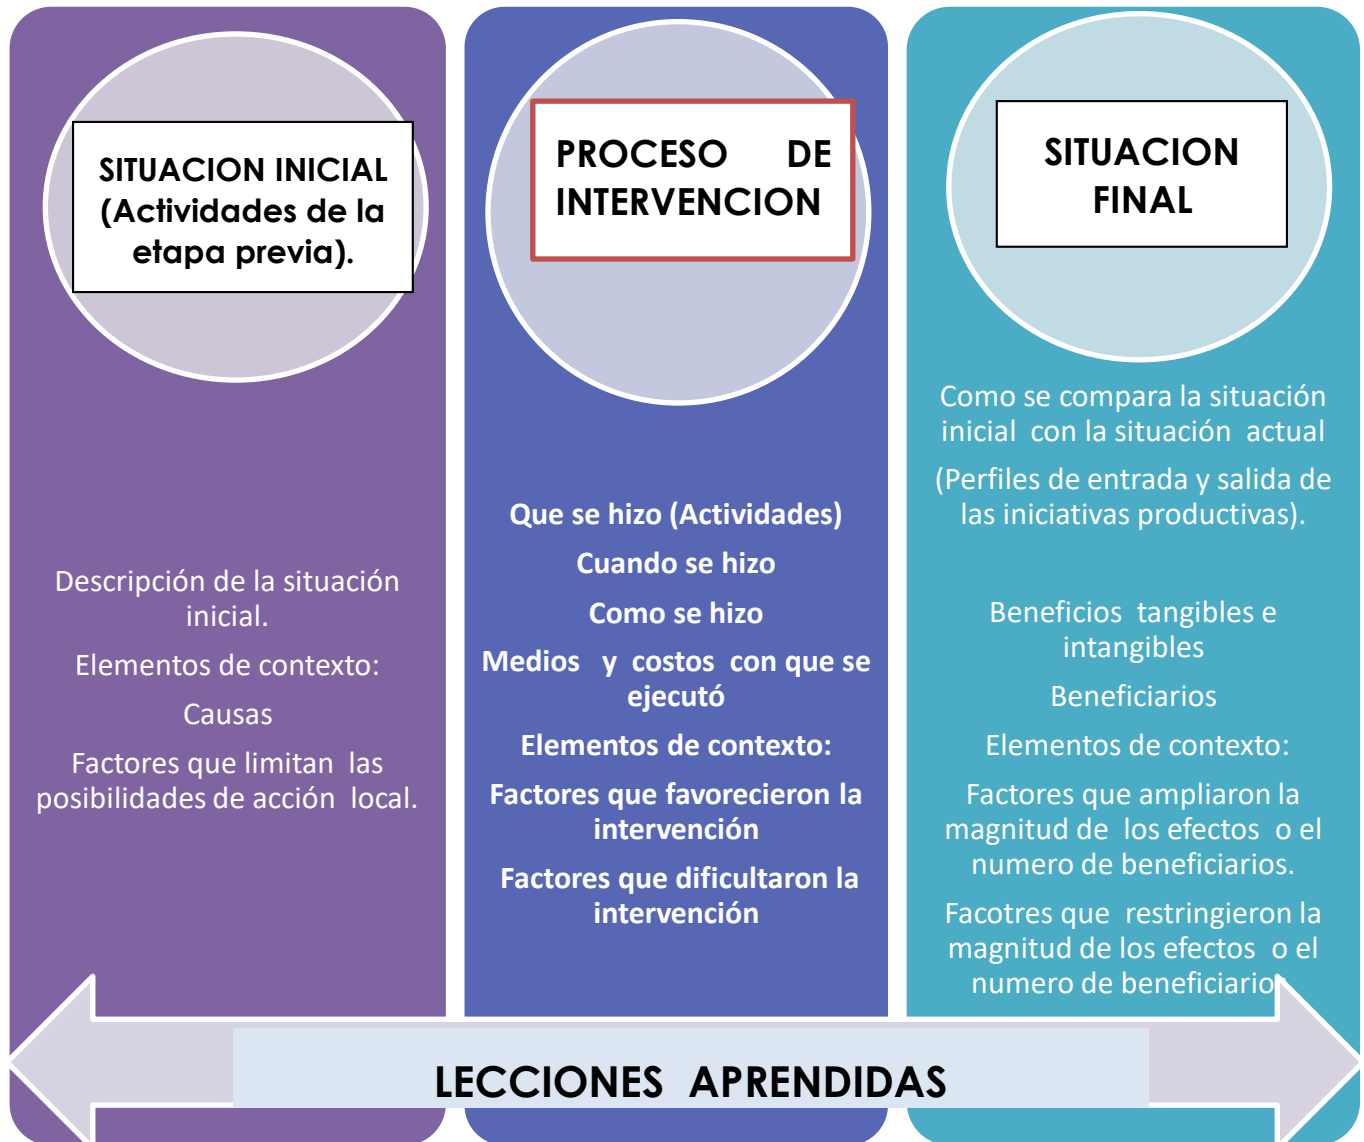 SITUACION INICIAL
(Actividades de la
etapa previa).
Descripción de la situación
inicial.
Elementos de contexto:
Causas
Factores que limitan las
posibilidades de acción local.
PROCESO DE
INTERVENCION
Que se hizo (Actividades)
Cuando se hizo
Como se hizo
Medios y costos con que se
ejecutó
Elementos de contexto:
Factores que favorecieron la
intervención
Factores que dificultaron la
intervención
SITUACION
FINAL
Como se compara la situación
inicial con la situación actual
(Perfiles de entrada y salida de
las iniciativas productivas).
Beneficios tangibles e
intangibles
Beneficiarios
Elementos de contexto:
Factores que ampliaron la
magnitud de los efectos o el
numero de beneficiarios.
Facotres que restringieron la
magnitud de los efectos o el
numero de beneficiarios
LECCIONES APRENDIDAS